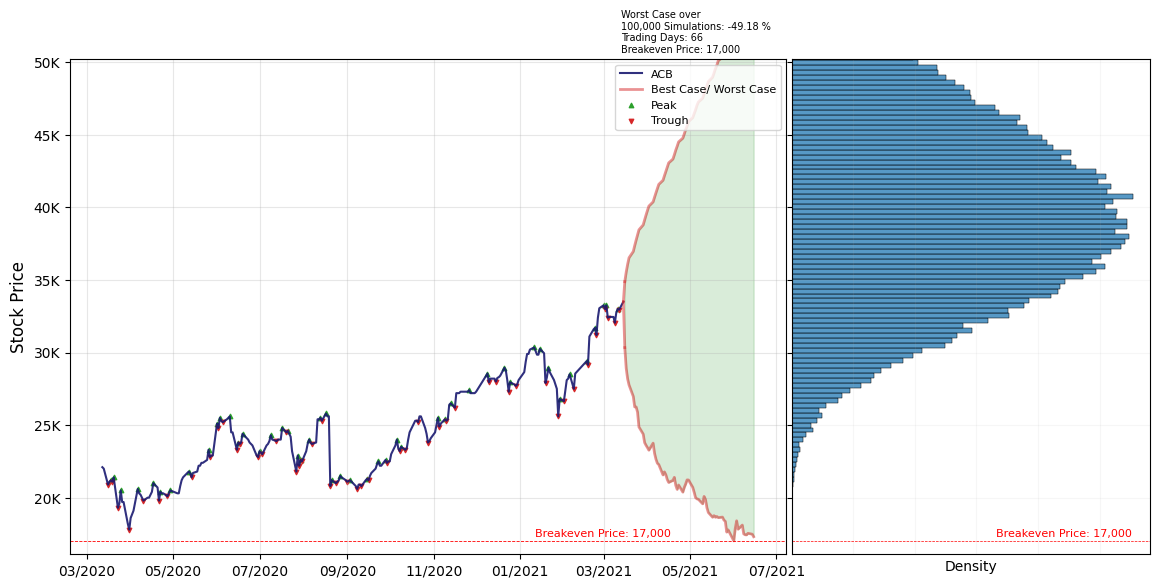 Worst Case over
100,000 Simulations: -49.18 %
Trading Days: 66
Breakeven Price: 17,000
ACB
Best Case/ Worst Case
Peak
Trough
50K
45K
40K
35K
30K
25K
20K
Stock Price
Breakeven Price: 17,000
Breakeven Price: 17,000
03/2020 05/2020 07/2020 09/2020 11/2020 01/2021 03/2021 05/2021 07/2021
Density